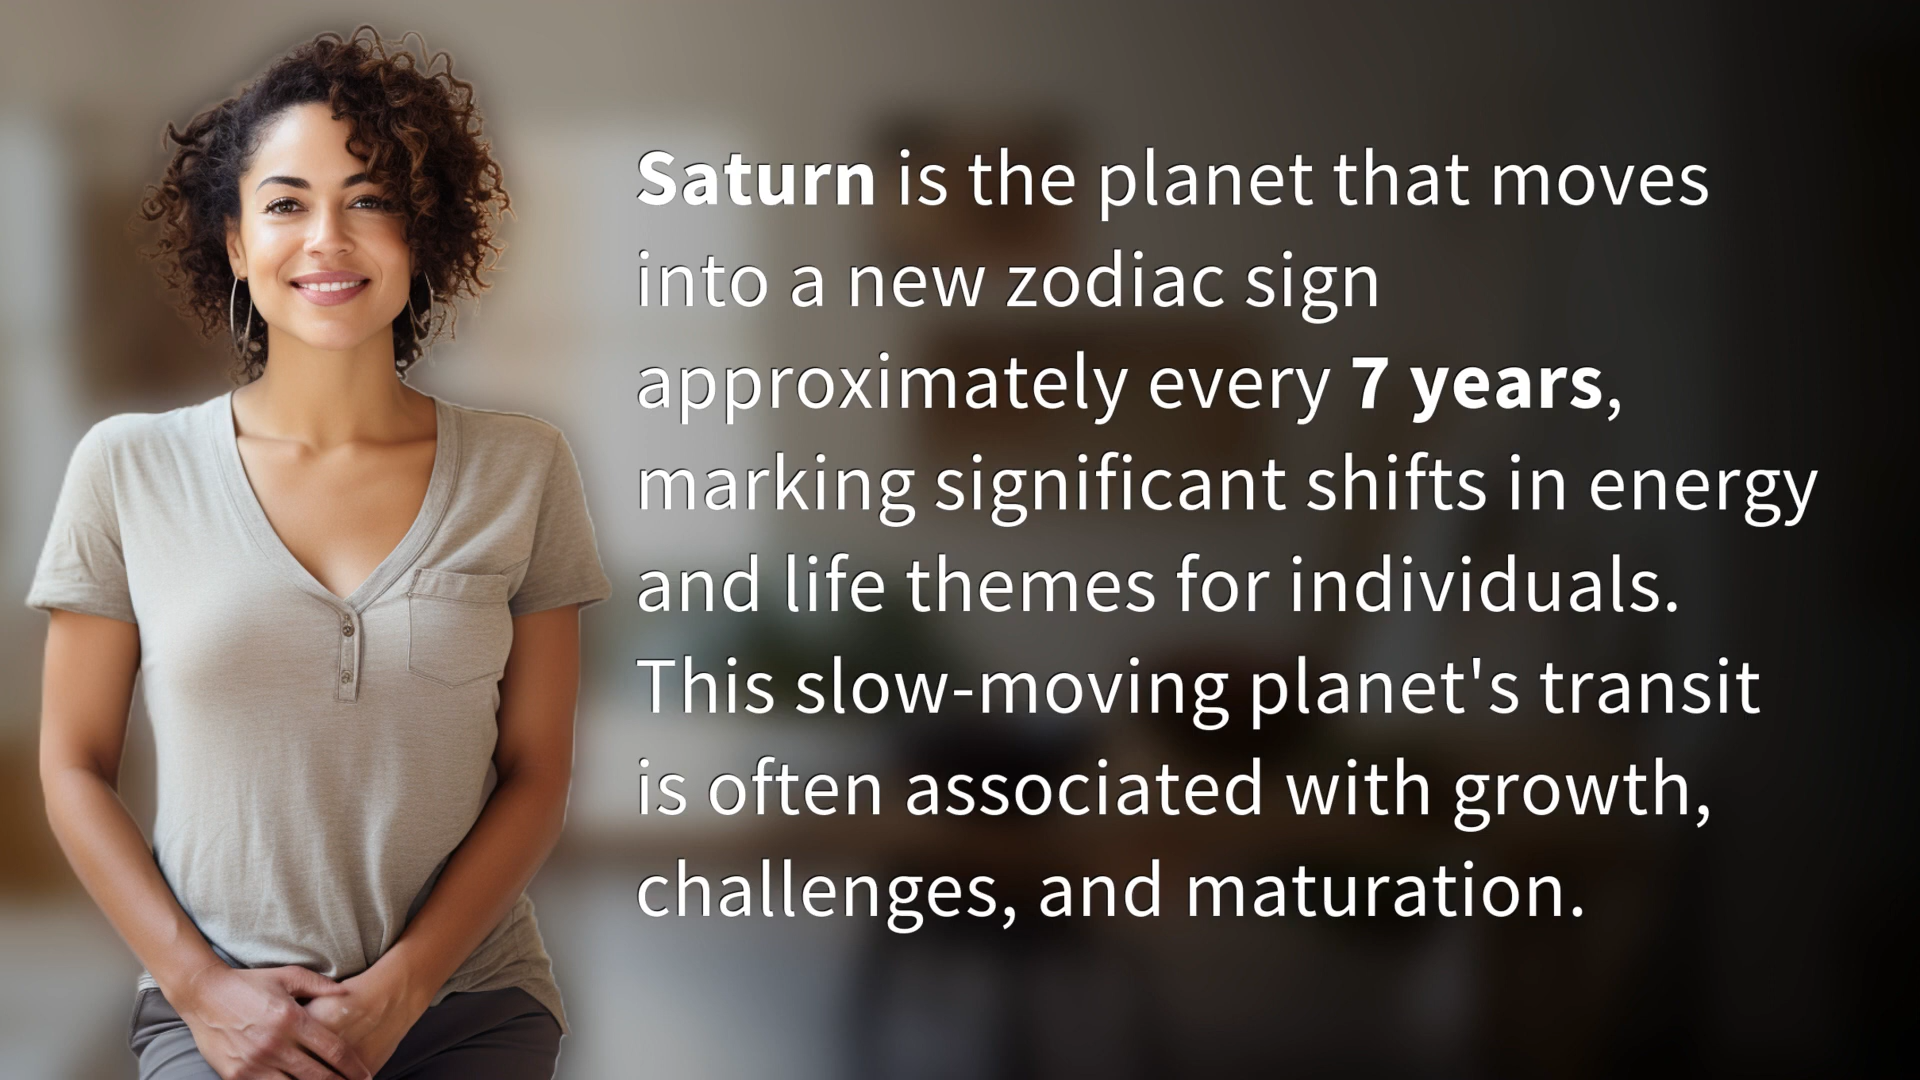 Saturn is the planet that moves
into a new zodiac sign
approximately every 7 years,
marking significant shifts in energy
and life themes for individuals.
This slow-moving planet's transit
is often associated with growth,
challenges, and maturation.